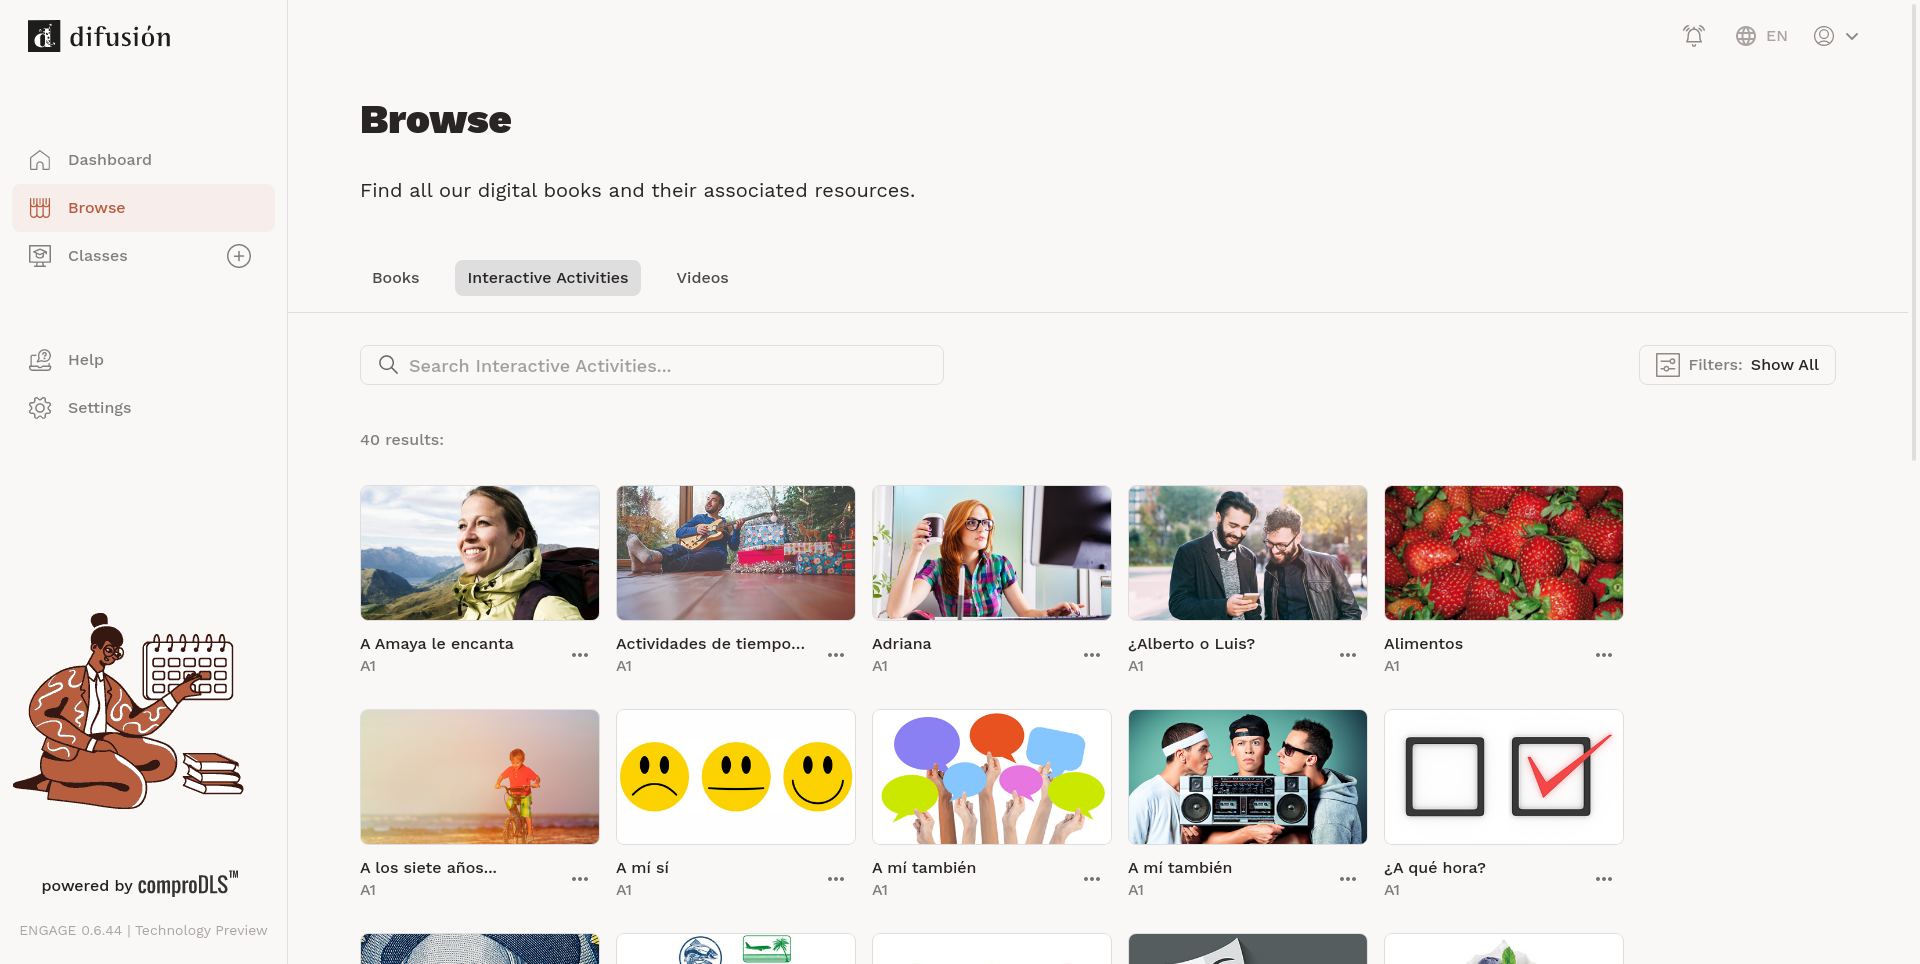 difusión
EN
Dashboard
Browse
Classes
Help
Settings
powered by comproDLS™
ENGAGE 0.6.44 | Technology Preview
Browse
Find all our digital books and their associated resources.
Books
Interactive Activities
Videos
Search Interactive Activities...
Filters: Show All
40 results:
A Amaya le encanta
A1
Actividades de tiempo...
A1
Adriana
A1
¿Alberto o Luis?
A1
Alimentos
A1
A los siete años...
A1
A mí sí
A1
A mí también
A1
A mí también
A1
¿A qué hora?
A1